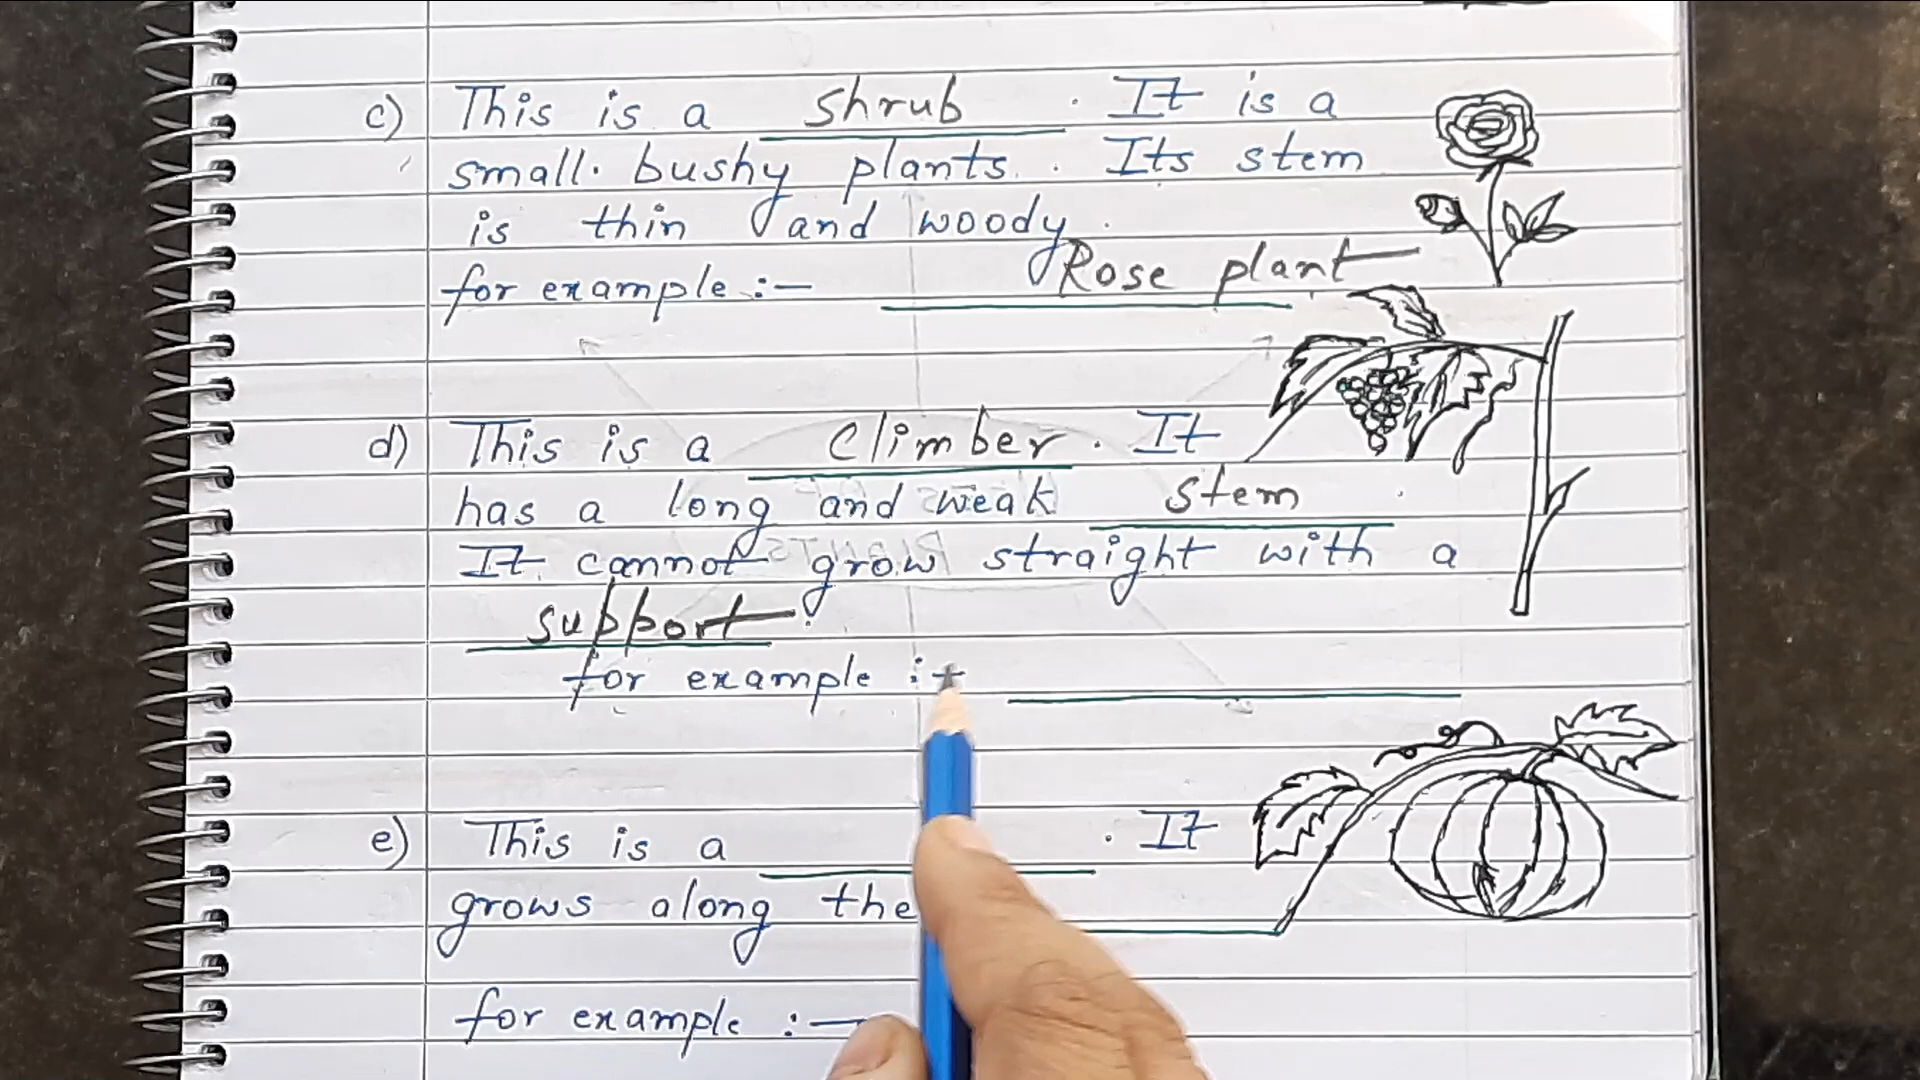 c) This is a Shrub . It is a
small. bushy plants . Its stem
is thin and woody .
for example :- Rose plant
d) This is a Climber . It
has a long and weak stem .
It cannot grow straight with a
support .
for example :-
e) This is a . It
grows along the
for example :-